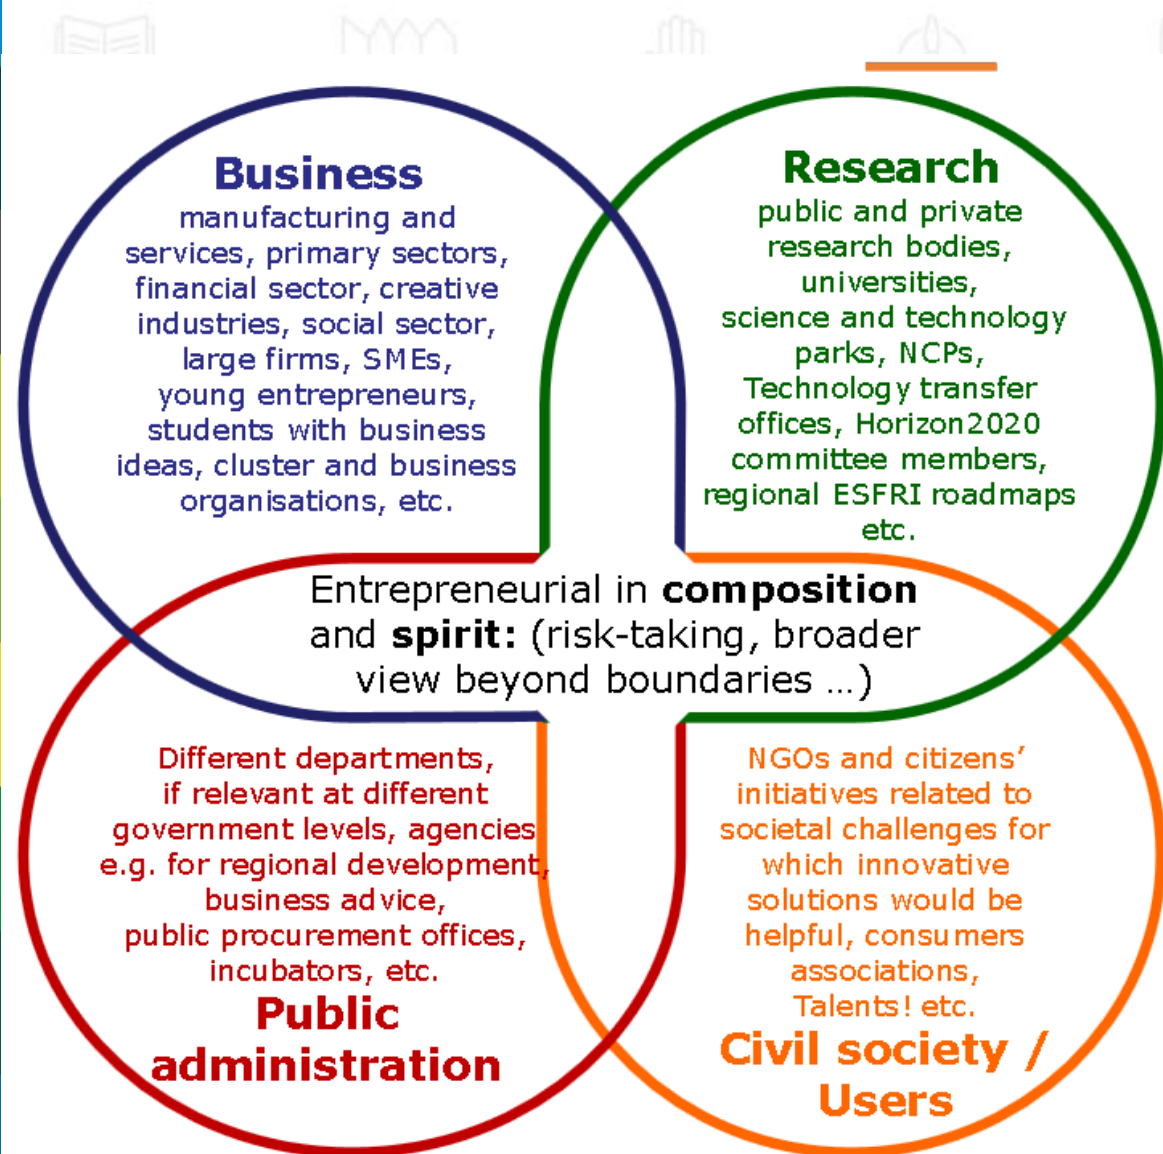 Business
manufacturing and
services, primary sectors,
financial sector, creative
industries, social sector,
large firms, SMEs,
young entrepreneurs,
students with business
ideas, cluster and business
organisations, etc.
Research
public and private
research bodies,
universities,
science and technology
parks, NCPs,
Technology transfer
offices, Horizon2020
committee members,
regional ESFRI roadmaps
etc.
Entrepreneurial in composition
and spirit: (risk-taking, broader
view beyond boundaries ...)
Different departments,
if relevant at different
government levels, agencies
e.g. for regional development,
business advice,
public procurement offices,
incubators, etc.
Public
administration
NGOs and citizens’
initiatives related to
societal challenges for
which innovative
solutions would be
helpful, consumers
associations,
Talents! etc.
Civil society /
Users